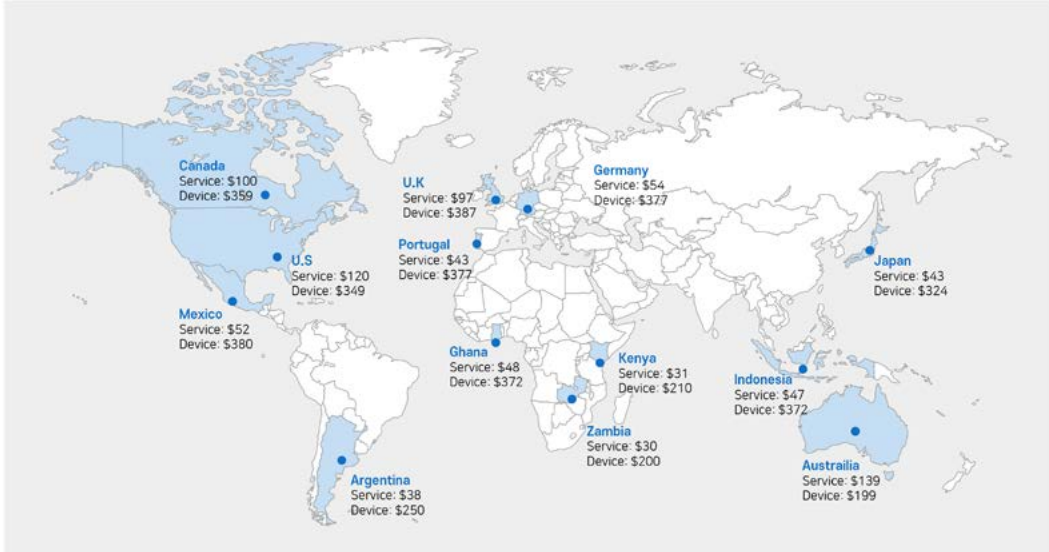 Canada
Service: $100
Device: $359
U.K
Service: $97
Device: $387
Germany
Service: $54
Device: $377
Portugal
Service: $43
Device: $377
U.S
Service: $120
Device: $349
Japan
Service: $43
Device: $324
Mexico
Service: $52
Device: $380
Ghana
Service: $48
Device: $372
Kenya
Service: $31
Device: $210
Indonesia
Service: $47
Device: $372
Zambia
Service: $30
Device: $200
Austrailia
Service: $139
Device: $199
Argentina
Service: $38
Device: $250